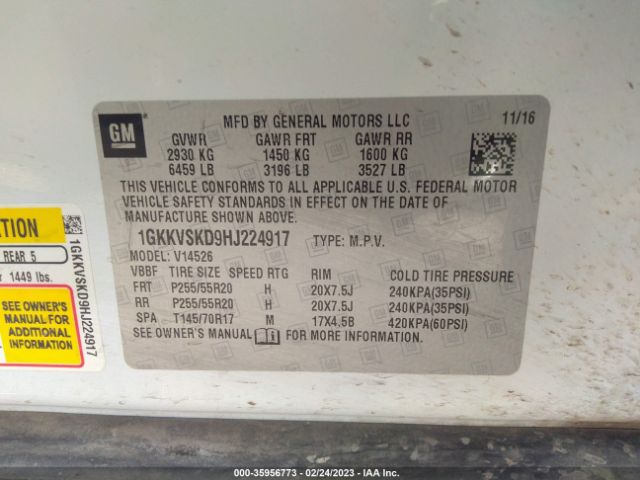 GM
MFD BY GENERAL MOTORS LLC
11/16
GVWR GAWR FRT GAWR RR
2930 KG 1450 KG 1600 KG
6459 LB 3196 LB 3527 LB
THIS VEHICLE CONFORMS TO ALL APPLICABLE U.S. FEDERAL MOTOR
VEHICLE SAFETY STANDARDS IN EFFECT ON THE DATE OF
MANUFACTURE SHOWN ABOVE.
1GKKVSKD9HJ224917 TYPE: M.P.V.
MODEL: V14526
VBBF TIRE SIZE SPEED RTG RIM COLD TIRE PRESSURE
FRT P255/55R20 H 20X7.5J 240KPA(35PSI)
RR P255/55R20 H 20X7.5J 240KPA(35PSI)
SPA T145/70R17 M 17X4.5B 420KPA(60PSI)
SEE OWNER'S MANUAL i FOR MORE INFORMATION.
ATION
REAR 5
1449 lbs.
SEE OWNER'S
MANUAL FOR
ADDITIONAL
INFORMATION
1GKKVSKD9HJ224917
000-35956773 - 02/24/2023 - IAA Inc.